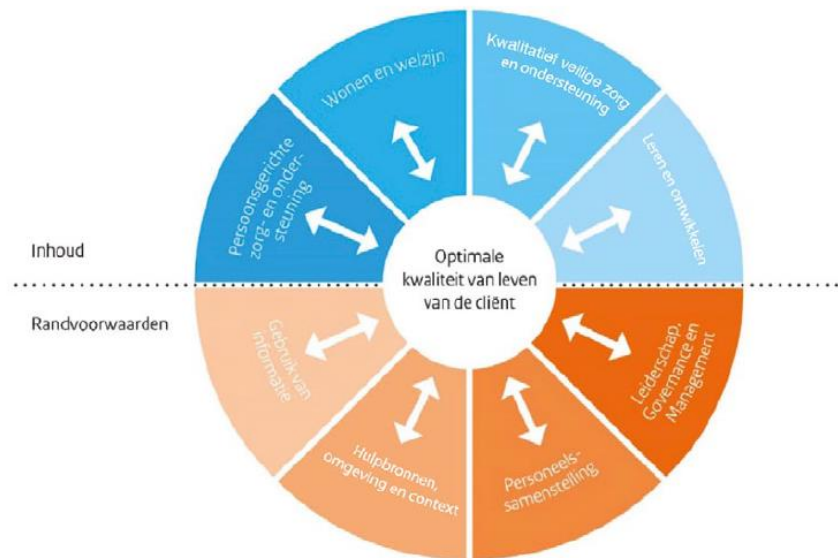 Wonen en welzijn
Kwalitatief veilige zorg
en ondersteuning
Persoonsgerichte
zorg- en onder-
steuning
Leren en ontwikkelen
Inhoud
Optimale
kwaliteit van leven
van de cliënt
Randvoorwaarden
Gebruik van
informatie
Leiderschap,
Governance en
Management
Hulpbronnen,
omgeving en context
Personeels-
samenstelling